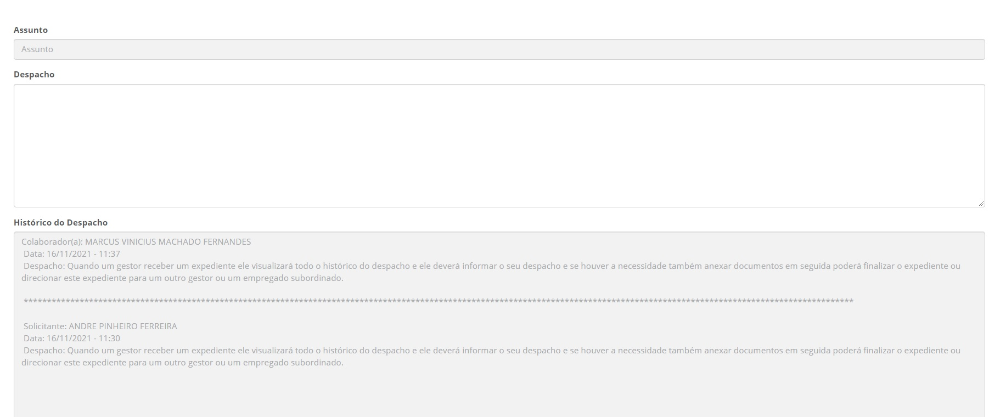 Assunto
Assunto
Despacho
Histórico do Despacho
Colaborador(a): MARCUS VINICIUS MACHADO FERNANDES
Data: 16/11/2021 - 11:37
Despacho: Quando um gestor receber um expediente ele visualizará todo o histórico do despacho e ele deverá informar o seu despacho e se houver a necessidade também anexar documentos em seguida poderá finalizar o expediente ou
direcionar este expediente para um outro gestor ou um empregado subordinado.
************************************************************************************************************************************************************************************
Solicitante: ANDRE PINHEIRO FERREIRA
Data: 16/11/2021 - 11:30
Despacho: Quando um gestor receber um expediente ele visualizará todo o histórico do despacho e ele deverá informar o seu despacho e se houver a necessidade também anexar documentos em seguida poderá finalizar o expediente ou
direcionar este expediente para um outro gestor ou um empregado subordinado.